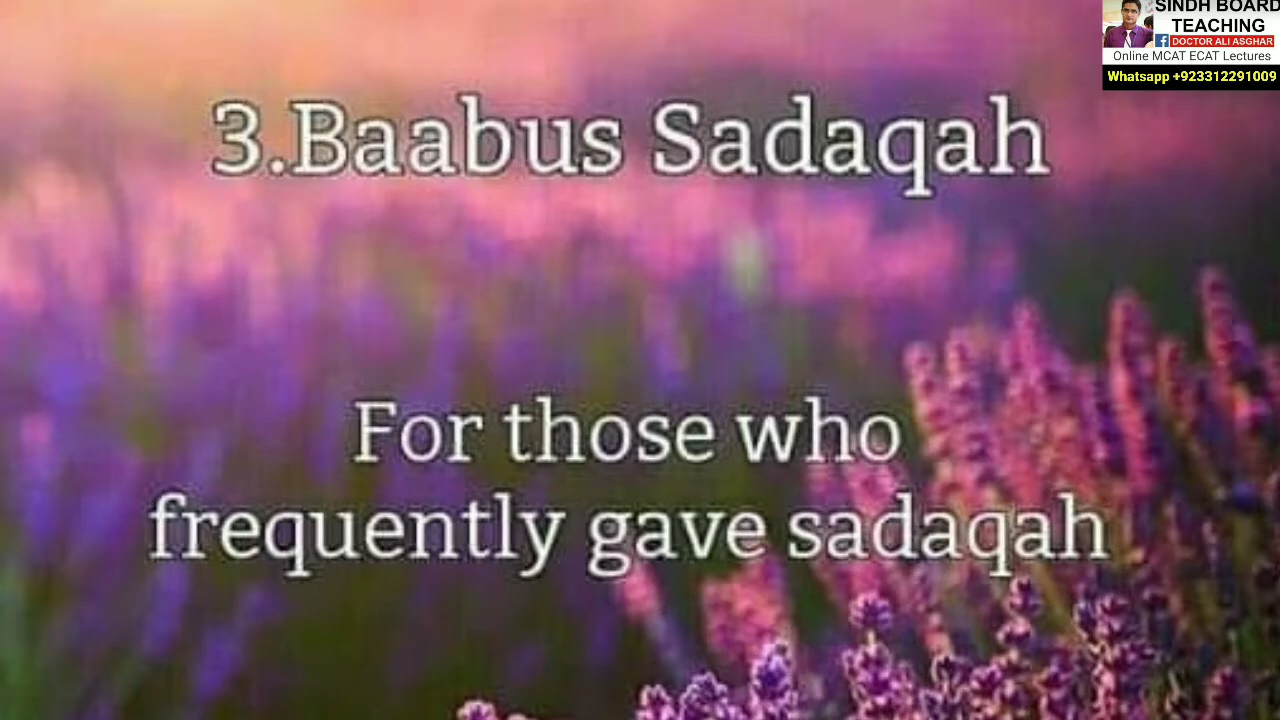 SINDH BOARD
TEACHING
DOCTOR ALI ASGHAR
Online MCAT ECAT Lectures
Whatsapp +923312291009
3.Baabus Sadaqah
For those who
frequently gave sadaqah